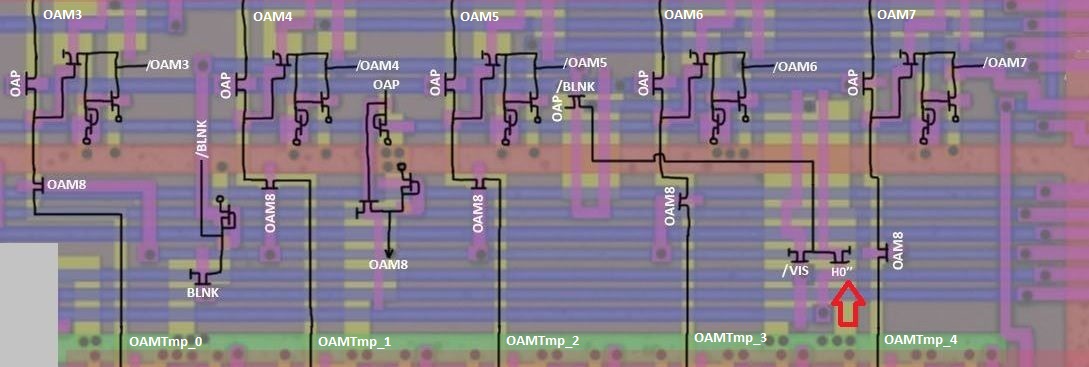 OAM3 OAM4 OAM5 OAM6 OAM7
/OAM3 /OAM4 /OAM5 /OAM6 /OAM7
OAP OAP OAP OAP /BLNK OAP OAP
/BLNK
OAM8 OAM8 OAM8 OAM8 OAM8
OAM8
/VIS H0''
BLNK
OAMTmp_0 OAMTmp_1 OAMTmp_2 OAMTmp_3 OAMTmp_4